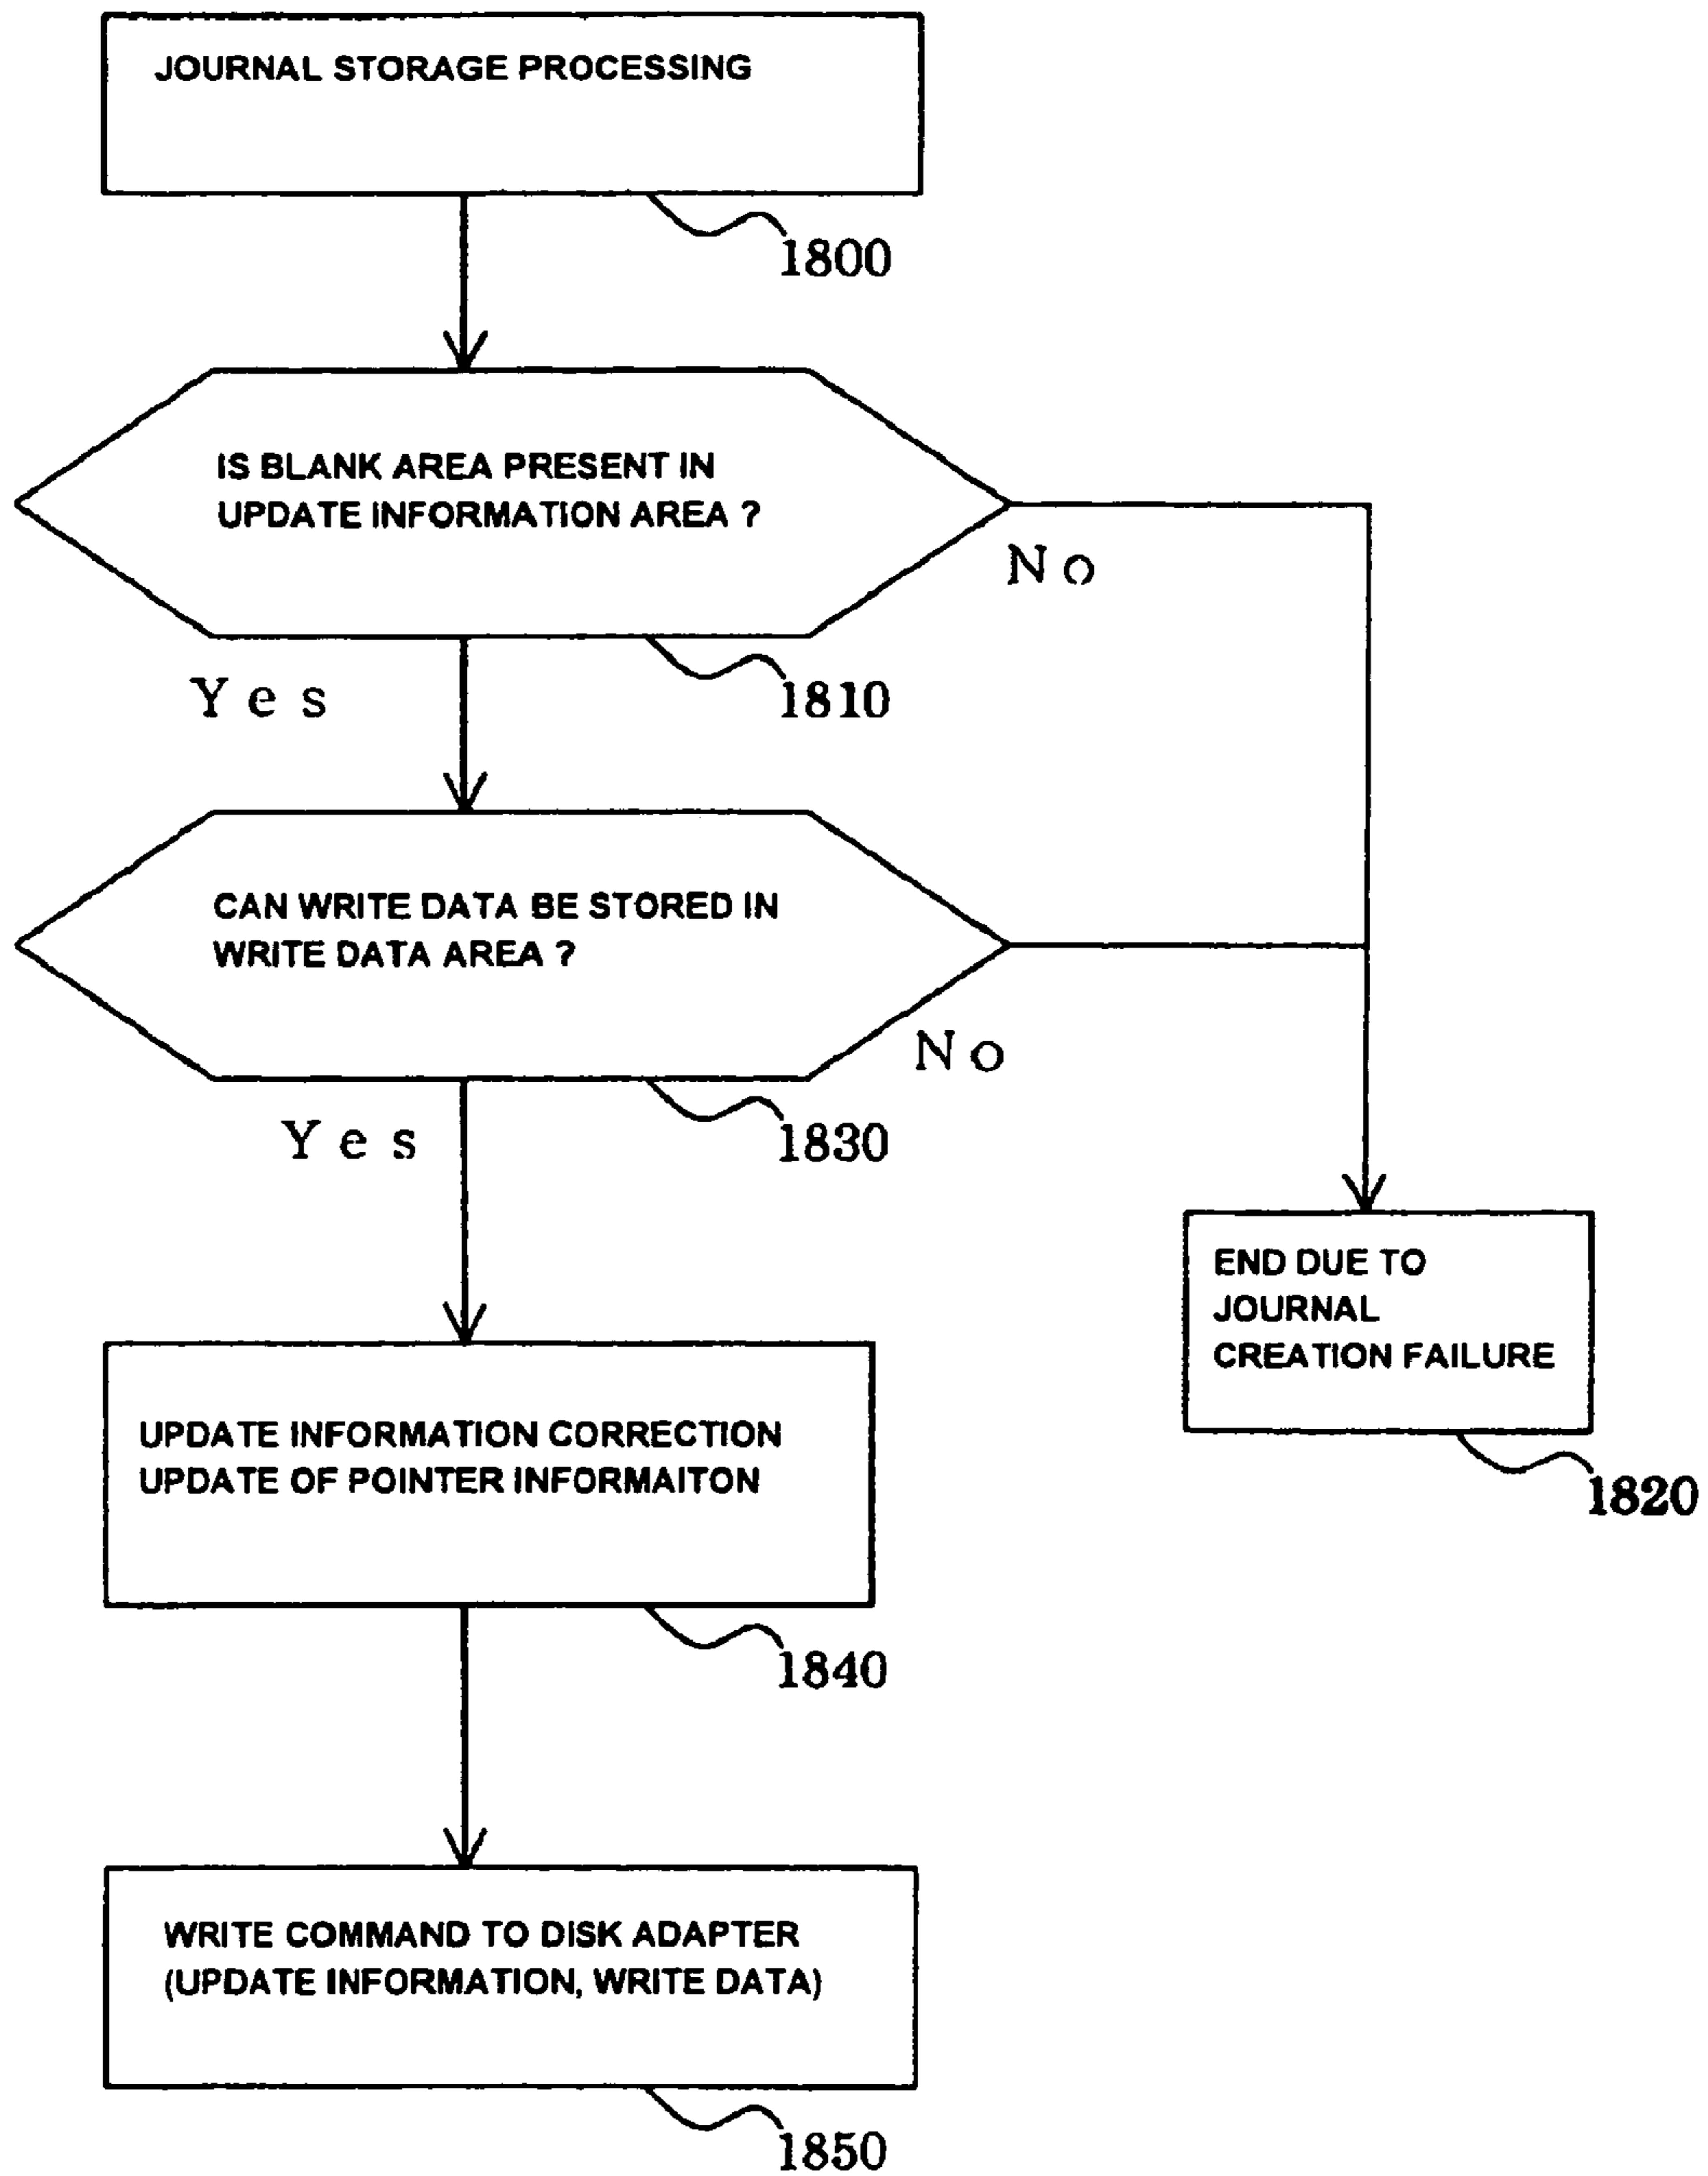 JOURNAL STORAGE PROCESSING
1800
IS BLANK AREA PRESENT IN
UPDATE INFORMATION AREA ?
No
Yes
1810
CAN WRITE DATA BE STORED IN
WRITE DATA AREA ?
No
Yes
1830
END DUE TO
JOURNAL
CREATION FAILURE
1820
UPDATE INFORMATION CORRECTION
UPDATE OF POINTER INFORMAITON
1840
WRITE COMMAND TO DISK ADAPTER
(UPDATE INFORMATION, WRITE DATA)
1850